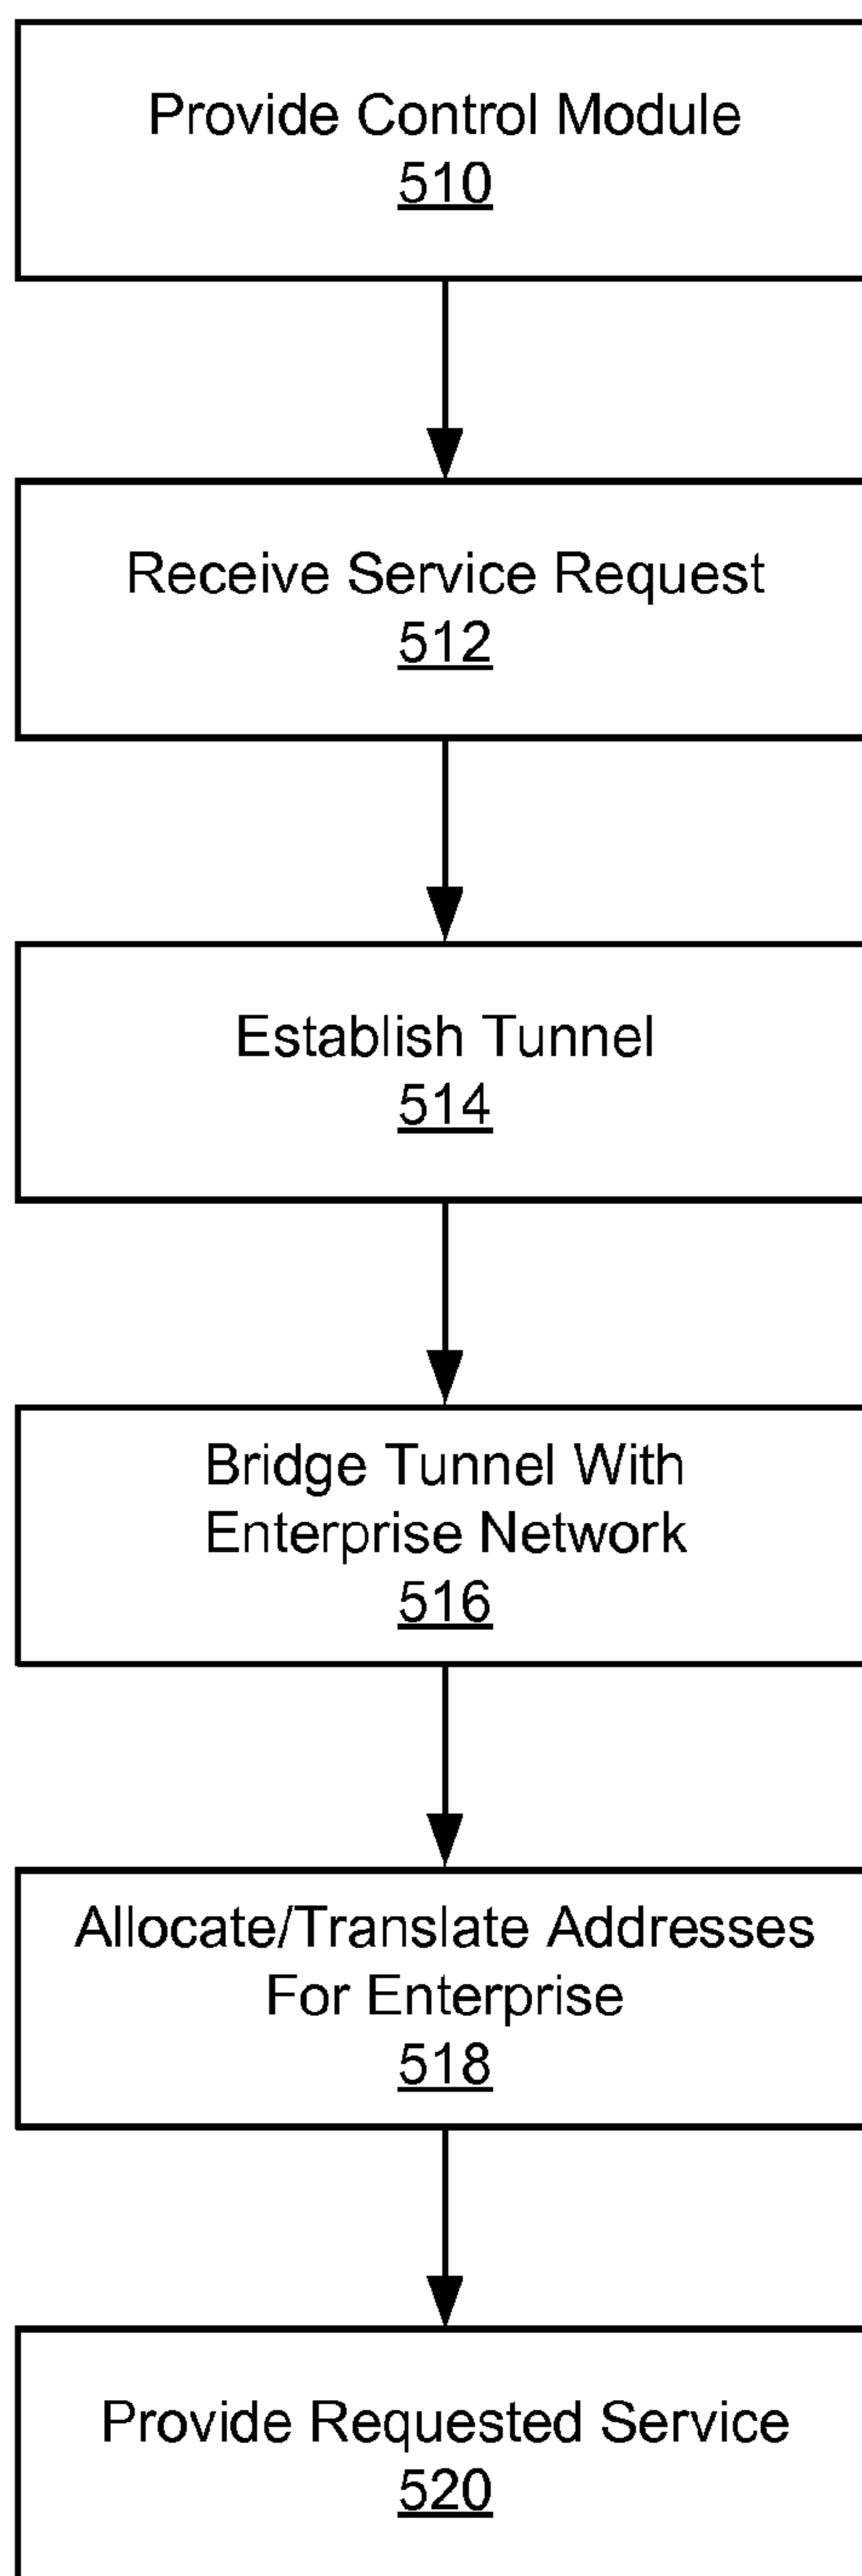 Provide Control Module
510
Receive Service Request
512
Establish Tunnel
514
Bridge Tunnel With
Enterprise Network
516
Allocate/Translate Addresses
For Enterprise
518
Provide Requested Service
520